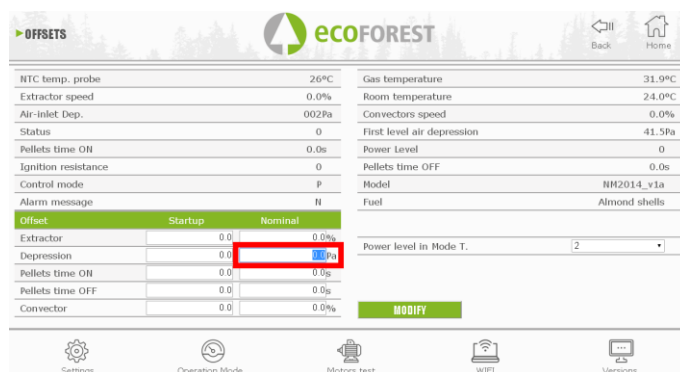 OFFSETS
ecoFOREST
Back
Home
NTC temp. probe 26ºC
Extractor speed 0.0%
Air-inlet Dep. 002Pa
Status 0
Pellets time ON 0.0s
Ignition resistance 0
Control mode P
Alarm message N
Gas temperature 31.9ºC
Room temperature 24.0ºC
Convectors speed 0.0%
First level air depression 41.5Pa
Power Level 0
Pellets time OFF 0.0s
Model NM2014_v1a
Fuel Almond shells
Offset Startup Nominal
Extractor 0.0 0.0%
Depression 0.0 0.0Pa
Pellets time ON 0.0 0.0s
Pellets time OFF 0.0 0.0s
Convector 0.0 0.0%
Power level in Mode T. 2
MODIFY
Settings
Operation Mode
Motors test
WIFI
Versions